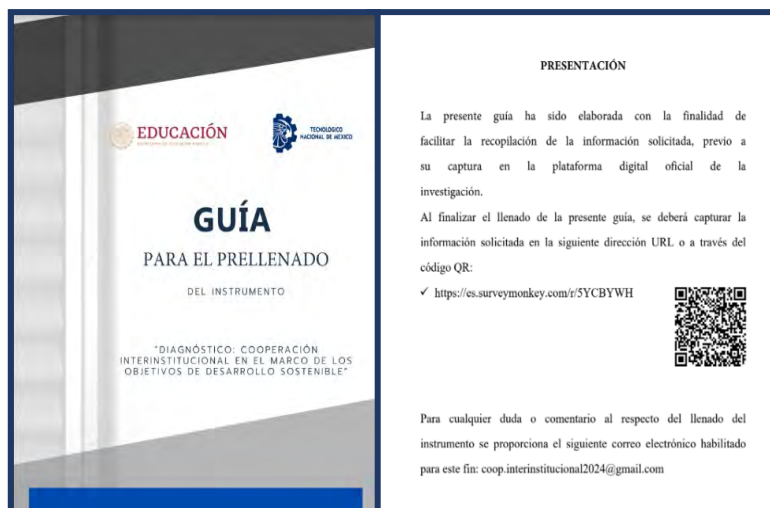 EDUCACIÓN
TECNOLÓGICO
NACIONAL DE MÉXICO
GUÍA
PARA EL PRELLENADO
DEL INSTRUMENTO
"DIAGNÓSTICO: COOPERACIÓN
INTERINSTITUCIONAL EN EL MARCO DE LOS
OBJETIVOS DE DESARROLLO SOSTENIBLE"
PRESENTACIÓN
La presente guía ha sido elaborada con la finalidad de
facilitar la recopilación de la información solicitada, previo a
su captura en la plataforma digital oficial de la
investigación.
Al finalizar el llenado de la presente guía, se deberá capturar la
información solicitada en la siguiente dirección URL o a través del
código QR:
✓ https://es.surveymonkey.com/r/5YCBYWH
Para cualquier duda o comentario al respecto del llenado del
instrumento se proporciona el siguiente correo electrónico habilitado
para este fin: coop.interinstitucional2024@gmail.com